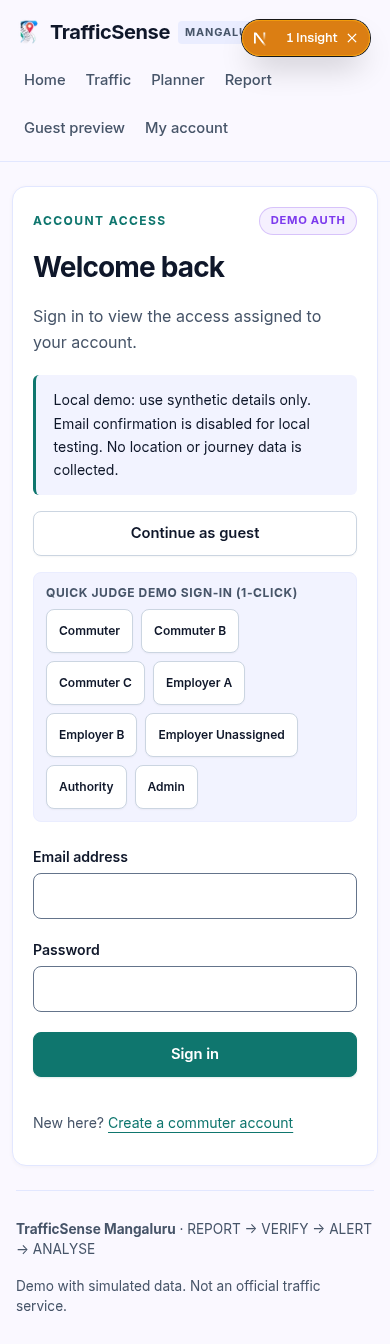 TrafficSense
1 Insight
Home Traffic Planner Report
Guest preview My account
ACCOUNT ACCESS
DEMO AUTH
Welcome back
Sign in to view the access assigned to
your account.
Local demo: use synthetic details only.
Email confirmation is disabled for local
testing. No location or journey data is
collected.
Continue as guest
QUICK JUDGE DEMO SIGN-IN (1-CLICK)
Commuter Commuter B
Commuter C Employer A
Employer B Employer Unassigned
Authority Admin
Email address
Password
Sign in
New here? Create a commuter account
TrafficSense Mangaluru · REPORT → VERIFY → ALERT
→ ANALYSE
Demo with simulated data. Not an official traffic
service.